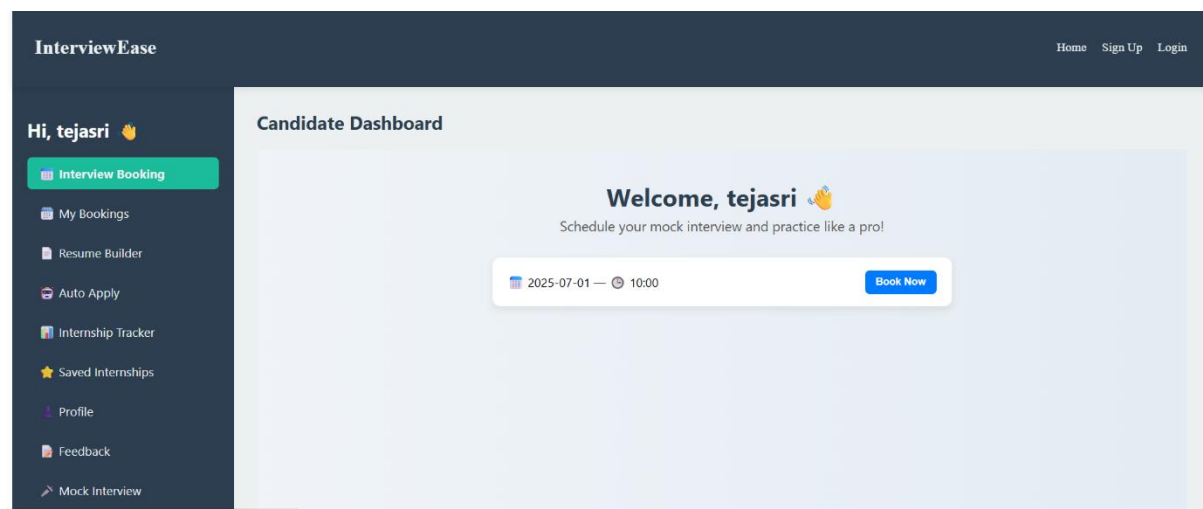 InterviewEase
Home Sign Up Login
Hi, tejasri 👋
Interview Booking
My Bookings
Resume Builder
Auto Apply
Internship Tracker
Saved Internships
Profile
Feedback
Mock Interview
Candidate Dashboard
Welcome, tejasri 👋
Schedule your mock interview and practice like a pro!
2025-07-01 — 🕒 10:00 Book Now